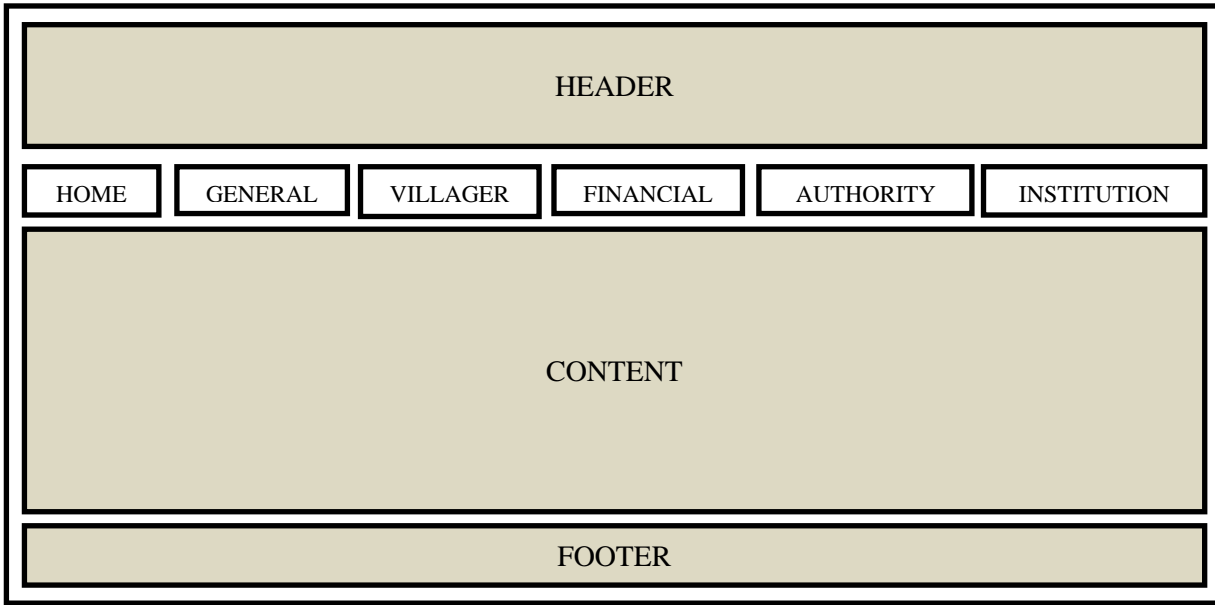 HEADER
HOME GENERAL VILLAGER FINANCIAL AUTHORITY INSTITUTION
CONTENT
FOOTER